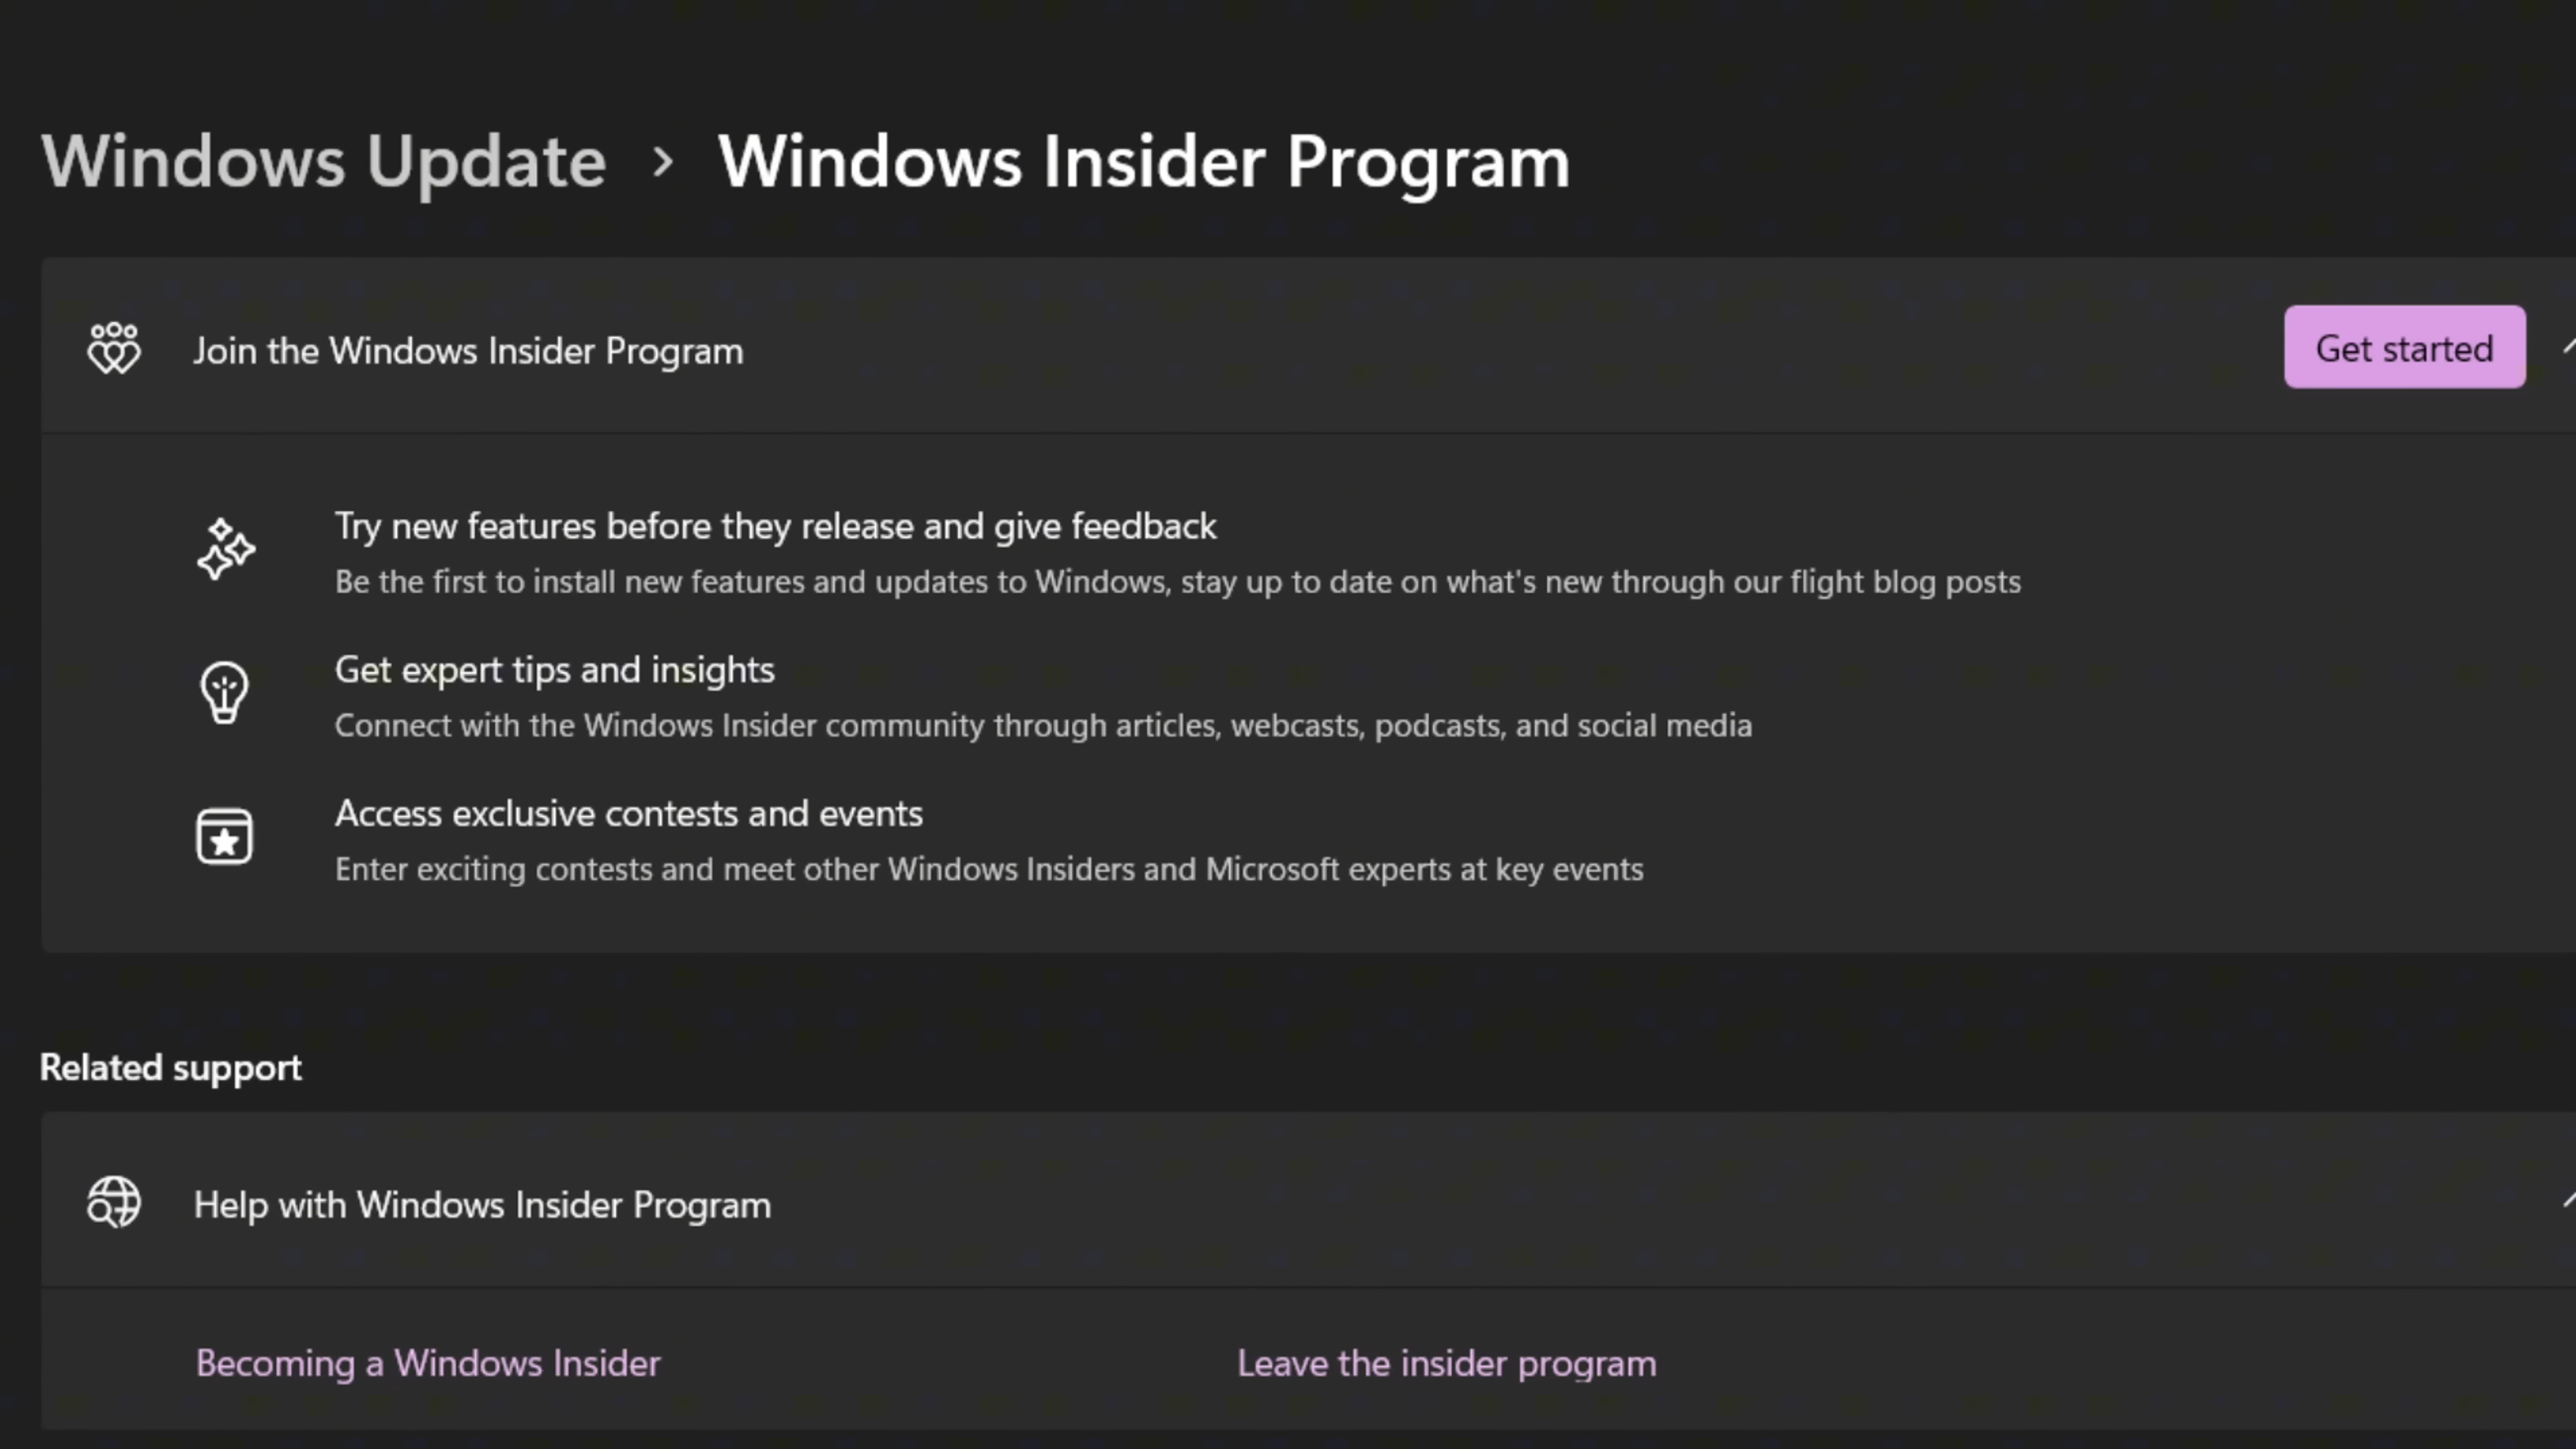 Windows Update > Windows Insider Program
Join the Windows Insider Program
Get started
Try new features before they release and give feedback
Be the first to install new features and updates to Windows, stay up to date on what's new through our flight blog posts
Get expert tips and insights
Connect with the Windows Insider community through articles, webcasts, podcasts, and social media
Access exclusive contests and events
Enter exciting contests and meet other Windows Insiders and Microsoft experts at key events
Related support
Help with Windows Insider Program
Becoming a Windows Insider
Leave the insider program